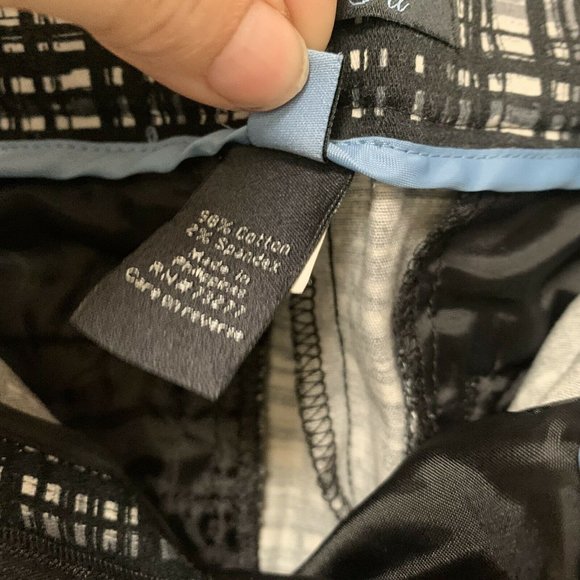 98% Cotton
2% Spandex
Made in
Philippines
Care on reverse